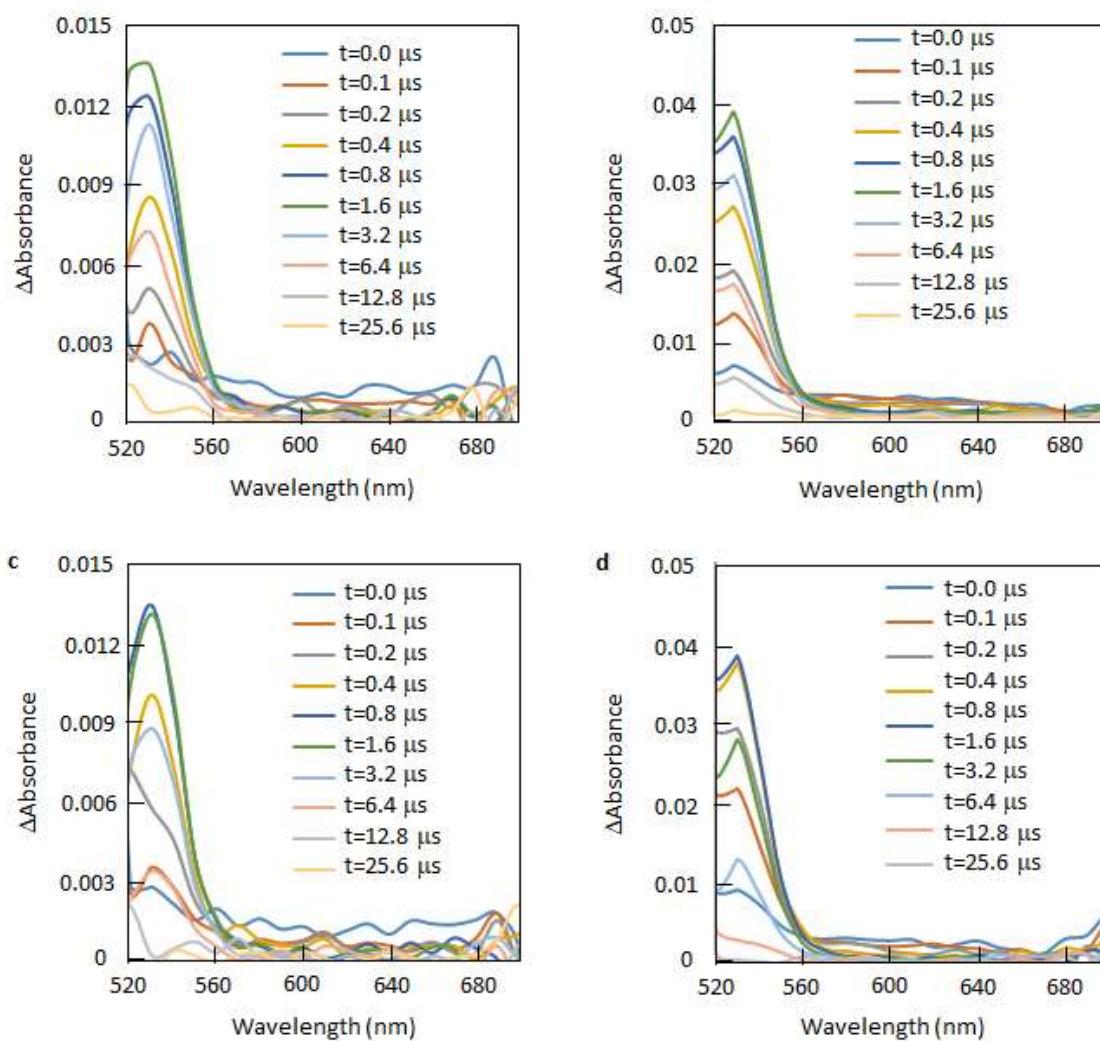 0.015
0.012
0.009
0.006
0.003
0
ΔAbsorbance
t=0.0 μs
t=0.1 μs
t=0.2 μs
t=0.4 μs
t=0.8 μs
t=1.6 μs
t=3.2 μs
t=6.4 μs
t=12.8 μs
t=25.6 μs
520 560 600 640 680
Wavelength (nm)
0.05
0.04
0.03
0.02
0.01
0
ΔAbsorbance
t=0.0 μs
t=0.1 μs
t=0.2 μs
t=0.4 μs
t=0.8 μs
t=1.6 μs
t=3.2 μs
t=6.4 μs
t=12.8 μs
t=25.6 μs
520 560 600 640 680
Wavelength (nm)
c
0.015
0.012
0.009
0.006
0.003
0
ΔAbsorbance
t=0.0 μs
t=0.1 μs
t=0.2 μs
t=0.4 μs
t=0.8 μs
t=1.6 μs
t=3.2 μs
t=6.4 μs
t=12.8 μs
t=25.6 μs
520 560 600 640 680
Wavelength (nm)
d
0.05
0.04
0.03
0.02
0.01
0
ΔAbsorbance
t=0.0 μs
t=0.1 μs
t=0.2 μs
t=0.4 μs
t=0.8 μs
t=1.6 μs
t=3.2 μs
t=6.4 μs
t=12.8 μs
t=25.6 μs
520 560 600 640 680
Wavelength (nm)